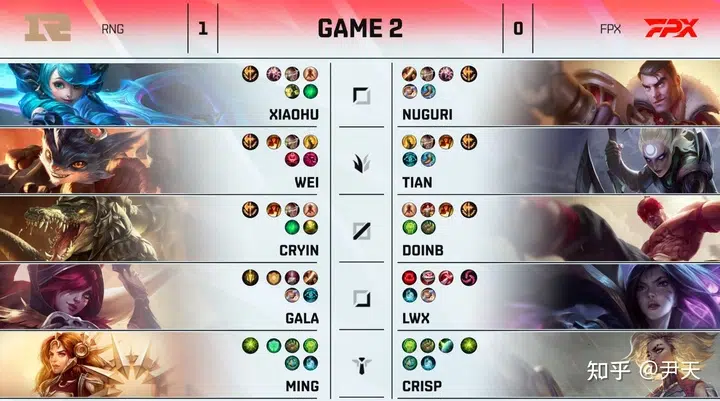 RNG 1 GAME 2 0 FPX FPX
XIAOHU NUGURI
WEI TIAN
CRYIN DOINB
GALA LWX
MING CRISP
知乎 @尹天